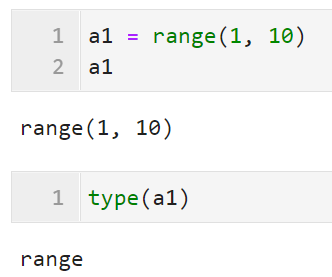 1 a1 = range(1, 10)
2 a1
range(1, 10)
1 type(a1)
range